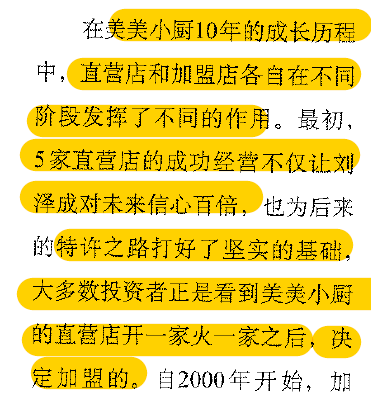 在美美小厨10年的成长历程
中，直营店和加盟店各自在不同
阶段发挥了不同的作用。最初，
5家直营店的成功经营不仅让刘
泽成对未来信心百倍，也为后来
的特许之路打好了坚实的基础，
大多数投资者正是看到美美小厨
的直营店开一家火一家之后，决
定加盟的。自2000年开始，加